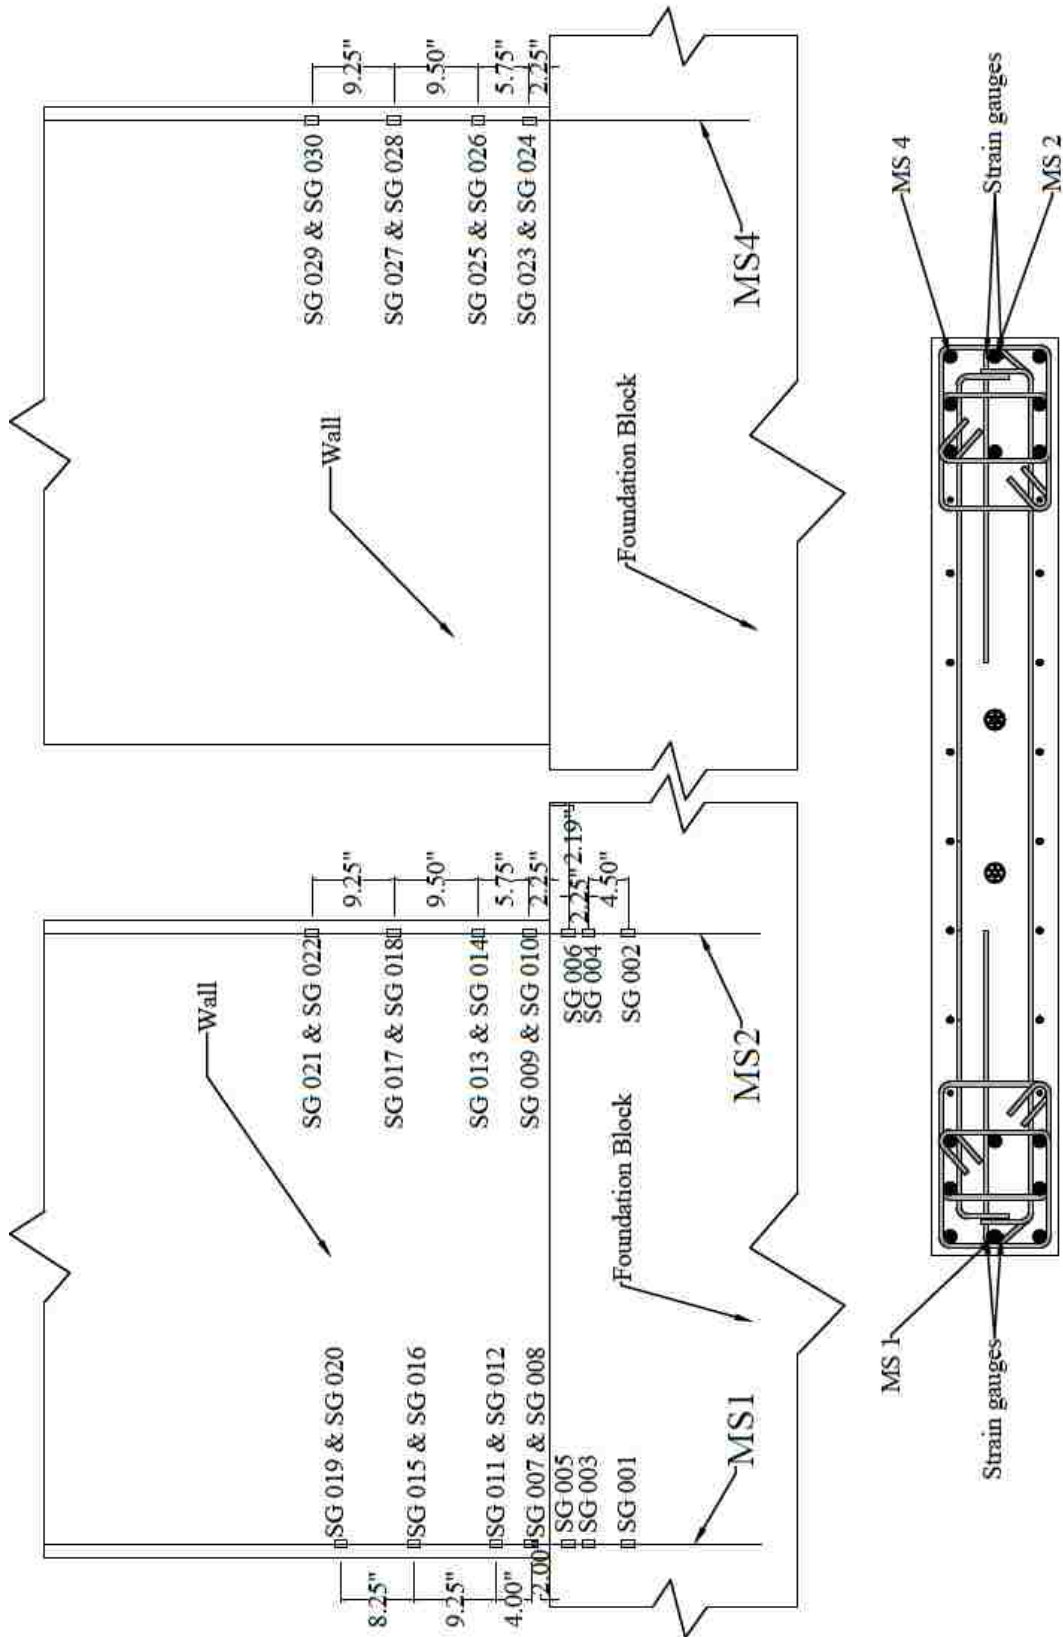 SG 019 & SG 020
SG 015 & SG 016
SG 011 & SG 012
SG 007 & SG 008
SG 005
SG 003
SG 001
8.25"
9.25"
4.00"
2.00"
MS1
Wall
Foundation Block
SG 021 & SG 022
SG 017 & SG 018
SG 013 & SG 014
SG 009 & SG 010
SG 006
SG 004
SG 002
9.25"
9.50"
5.75"
2.25"
2.25"
2.19"
4.50"
MS2
Wall
Foundation Block
SG 029 & SG 030
SG 027 & SG 028
SG 025 & SG 026
SG 023 & SG 024
9.25"
9.50"
5.75"
2.25"
MS4
MS 1
Strain gauges
MS 4
Strain gauges
MS 2